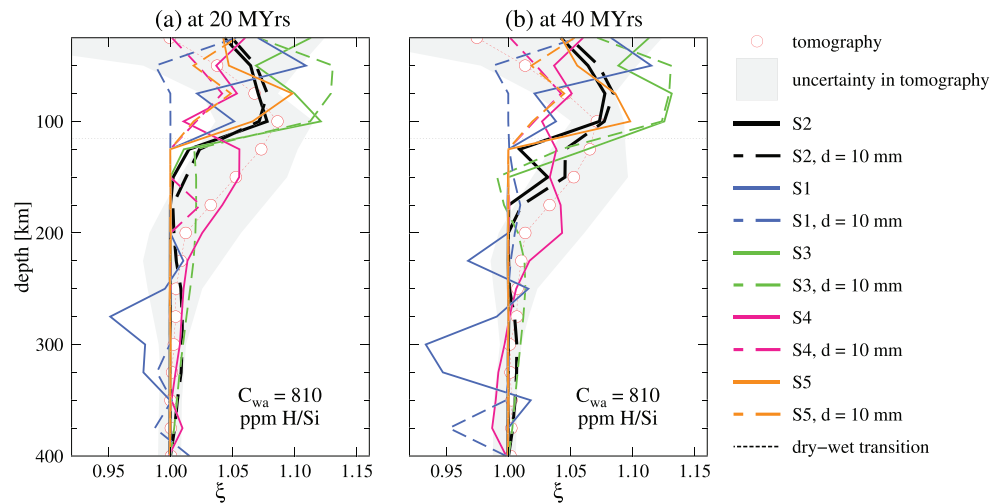 (a) at 20 MYrs
(b) at 40 MYrs
depth [km]
100
200
300
400
0.95
1.00
1.05
1.10
1.15
ξ
C_wa = 810
ppm H/Si
0.95
1.00
1.05
1.10
1.15
ξ
C_wa = 810
ppm H/Si
tomography
uncertainty in tomography
S2
S2, d = 10 mm
S1
S1, d = 10 mm
S3
S3, d = 10 mm
S4
S4, d = 10 mm
S5
S5, d = 10 mm
dry−wet transition